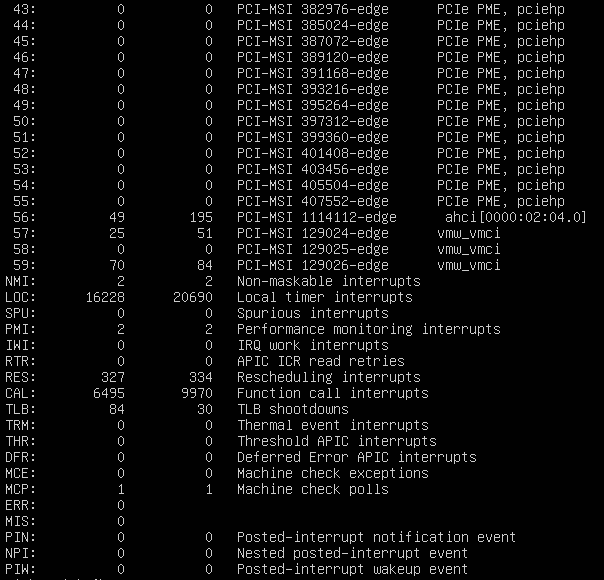 43: 0 0 PCI-MSI 382976-edge PCIe PME, pciehp
44: 0 0 PCI-MSI 385024-edge PCIe PME, pciehp
45: 0 0 PCI-MSI 387072-edge PCIe PME, pciehp
46: 0 0 PCI-MSI 389120-edge PCIe PME, pciehp
47: 0 0 PCI-MSI 391168-edge PCIe PME, pciehp
48: 0 0 PCI-MSI 393216-edge PCIe PME, pciehp
49: 0 0 PCI-MSI 395264-edge PCIe PME, pciehp
50: 0 0 PCI-MSI 397312-edge PCIe PME, pciehp
51: 0 0 PCI-MSI 399360-edge PCIe PME, pciehp
52: 0 0 PCI-MSI 401408-edge PCIe PME, pciehp
53: 0 0 PCI-MSI 403456-edge PCIe PME, pciehp
54: 0 0 PCI-MSI 405504-edge PCIe PME, pciehp
55: 0 0 PCI-MSI 407552-edge PCIe PME, pciehp
56: 49 195 PCI-MSI 1114112-edge ahci[0000:02:04.0]
57: 25 51 PCI-MSI 129024-edge vmw_vmci
58: 0 0 PCI-MSI 129025-edge vmw_vmci
59: 70 84 PCI-MSI 129026-edge vmw_vmci
NMI: 2 2 Non-maskable interrupts
LOC: 16228 20690 Local timer interrupts
SPU: 0 0 Spurious interrupts
PMI: 2 2 Performance monitoring interrupts
IWI: 0 0 IRQ work interrupts
RTR: 0 0 APIC ICR read retries
RES: 327 334 Rescheduling interrupts
CAL: 6495 9970 Function call interrupts
TLB: 84 30 TLB shootdowns
TRM: 0 0 Thermal event interrupts
THR: 0 0 Threshold APIC interrupts
DFR: 0 0 Deferred Error APIC interrupts
MCE: 0 0 Machine check exceptions
MCP: 1 1 Machine check polls
ERR: 0
MIS: 0
PIN: 0 0 Posted-interrupt notification event
NPI: 0 0 Nested posted-interrupt event
PIW: 0 0 Posted-interrupt wakeup event